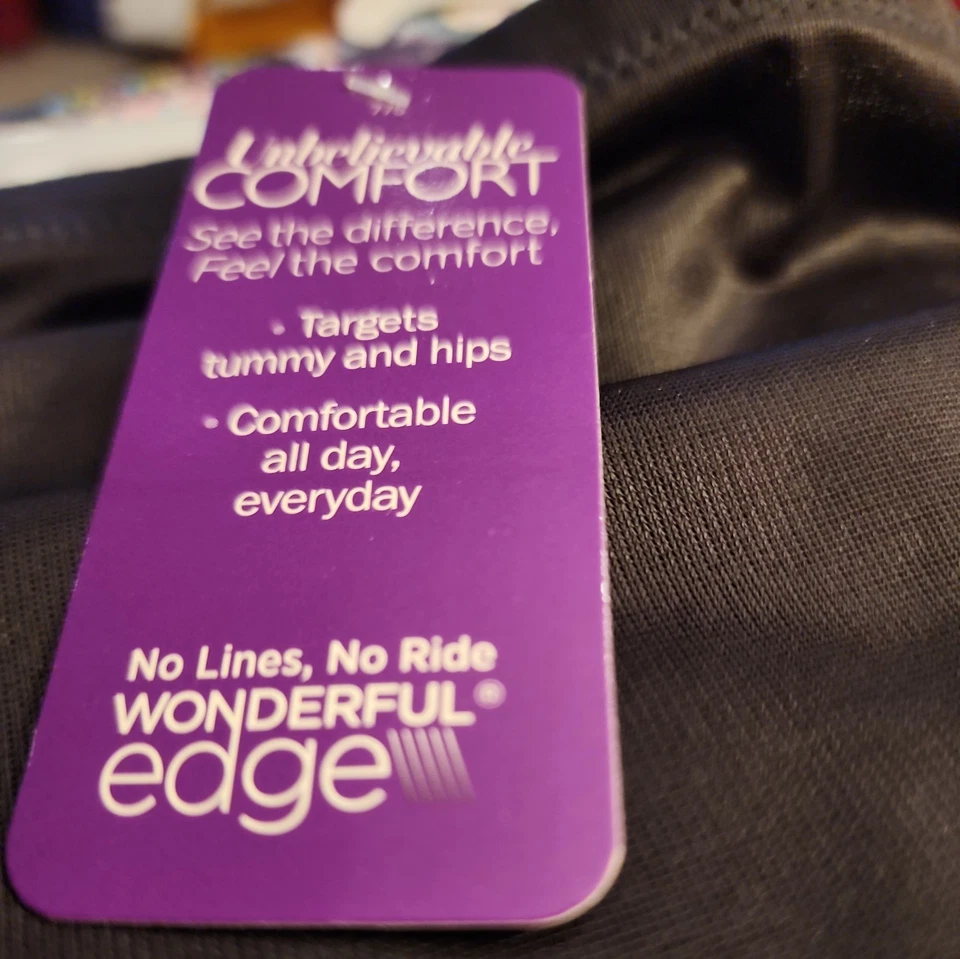 Unbelievable
COMFORT
See the difference,
Feel the comfort
• Targets
tummy and hips
• Comfortable
all day,
everyday
No Lines, No Ride
WONDERFUL®
edge